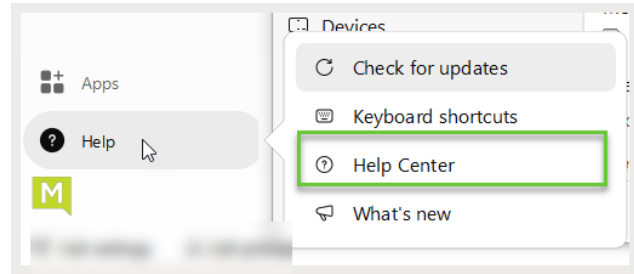 Devices
Check for updates
Apps
Keyboard shortcuts
Help
Help Center
M
What's new